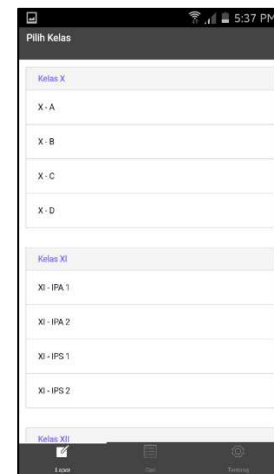 5:37 PM
Pilih Kelas
Kelas X
X - A
X - B
X - C
X - D
Kelas XI
XI - IPA 1
XI - IPA 2
XI - IPS 1
XI - IPS 2
Kelas XII
Tentang